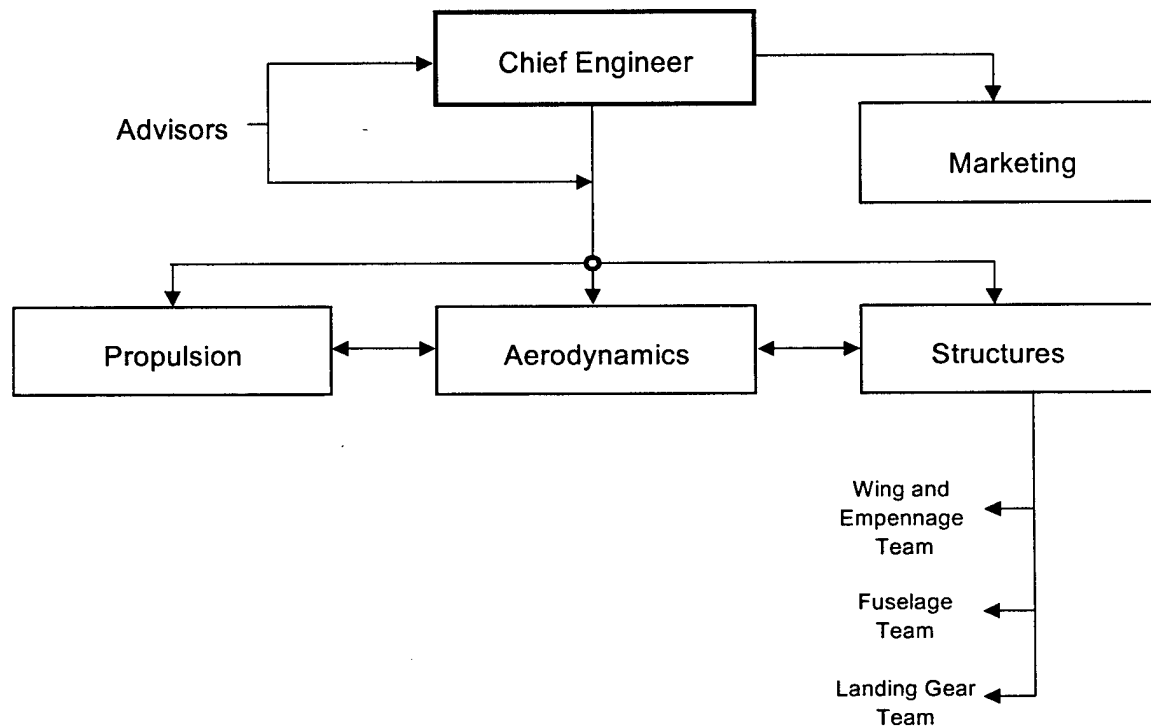 Chief Engineer
Advisors
Marketing
Propulsion
Aerodynamics
Structures
Wing and
Empennage
Team
Fuselage
Team
Landing Gear
Team